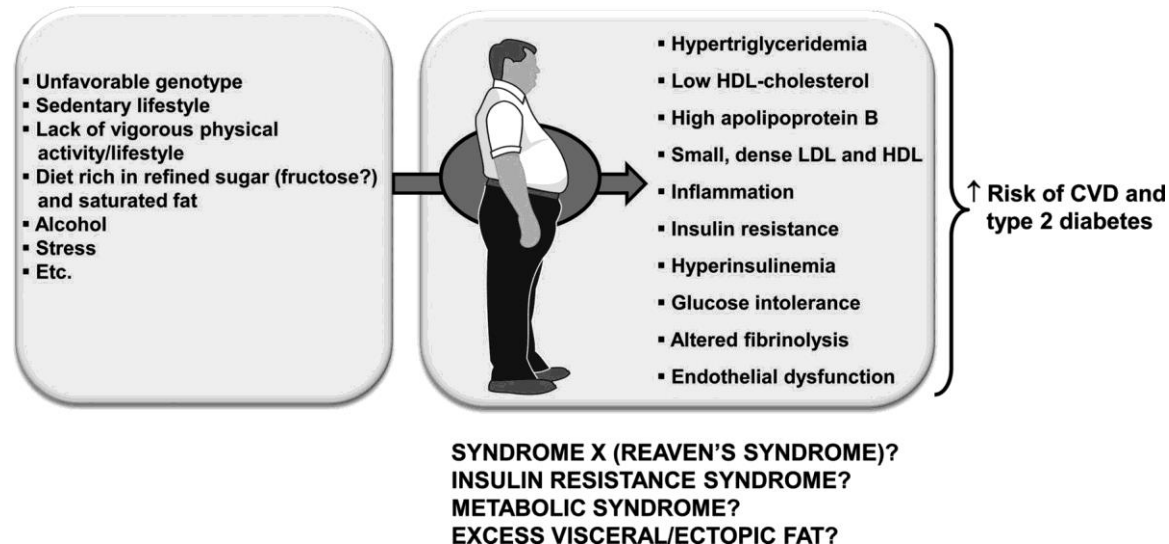 ▪ Unfavorable genotype
▪ Sedentary lifestyle
▪ Lack of vigorous physical
activity/lifestyle
▪ Diet rich in refined sugar (fructose?)
and saturated fat
▪ Alcohol
▪ Stress
▪ Etc.
▪ Hypertriglyceridemia
▪ Low HDL-cholesterol
▪ High apolipoprotein B
▪ Small, dense LDL and HDL
▪ Inflammation
▪ Insulin resistance
▪ Hyperinsulinemia
▪ Glucose intolerance
▪ Altered fibrinolysis
▪ Endothelial dysfunction
↑ Risk of CVD and
type 2 diabetes
SYNDROME X (REAVEN'S SYNDROME)?
INSULIN RESISTANCE SYNDROME?
METABOLIC SYNDROME?
EXCESS VISCERAL/ECTOPIC FAT?